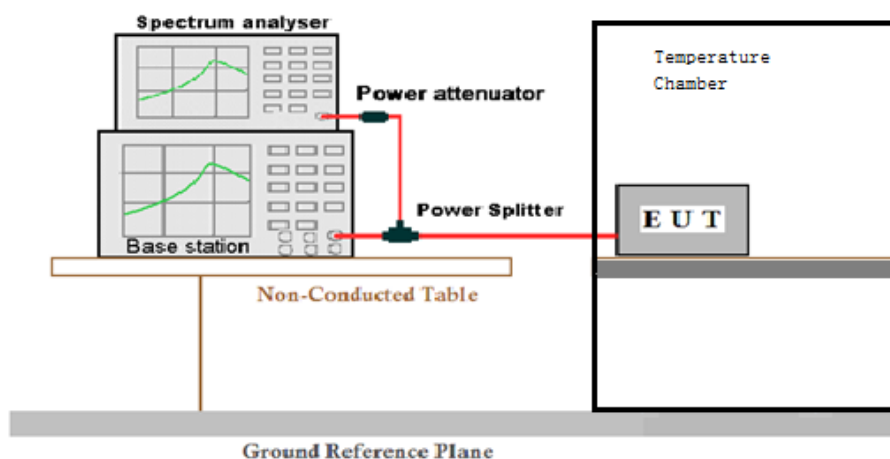 Spectrum analyser
Temperature
Chamber
Power attenuator
Power Splitter
E U T
Base station
Non-Conducted Table
Ground Reference Plane